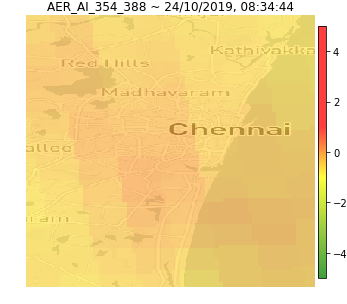 AER_AI_354_388 ~ 24/10/2019, 08:34:44
Kathivakka
Red Hills
Madhavaram
Chennai
allee
ram
4
2
0
−2
−4